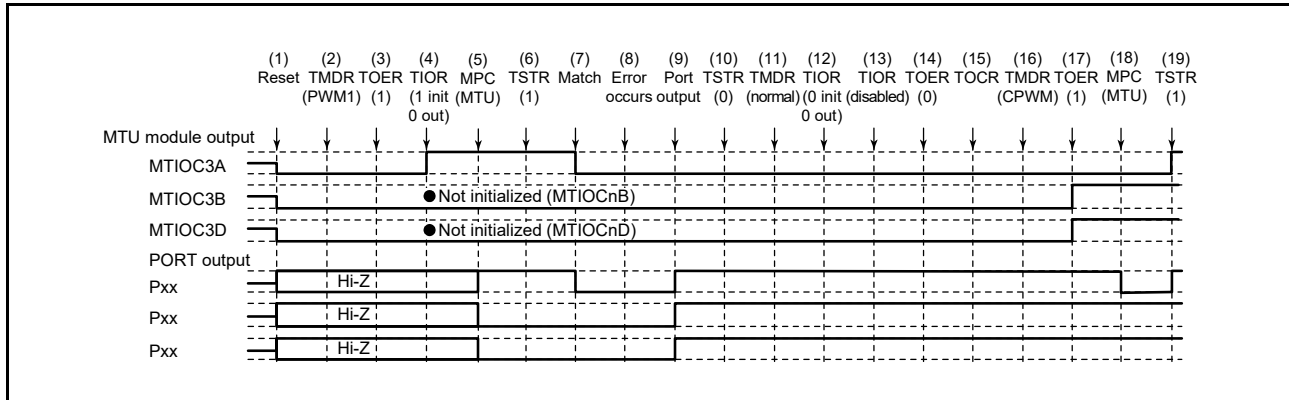 (1) (2) (3) (4) (5) (6) (7) (8) (9) (10) (11) (12) (13) (14) (15) (16) (17) (18) (19)
Reset TMDR TOER TIOR MPC TSTR Match Error Port TSTR TMDR TIOR TIOR TOER TOCR TMDR TOER MPC TSTR
(PWM1) (1) (1 init (MTU) (1) occurs output (0) (normal) (0 init (disabled) (0) (CPWM) (1) (MTU) (1)
0 out) 0 out)
MTU module output
MTIOC3A
MTIOC3B ●Not initialized (MTIOCnB)
MTIOC3D ●Not initialized (MTIOCnD)
PORT output
Pxx Hi-Z
Pxx Hi-Z
Pxx Hi-Z